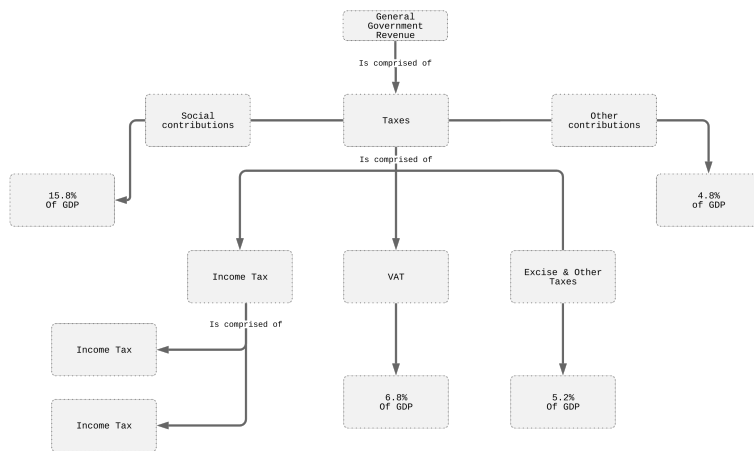 General
Government
Revenue
Is comprised of
Social
contributions
Taxes
Other
contributions
Is comprised of
15.8%
Of GDP
4.8%
of GDP
Income Tax
VAT
Excise & Other
Taxes
Is comprised of
Income Tax
6.8%
Of GDP
5.2%
Of GDP
Income Tax